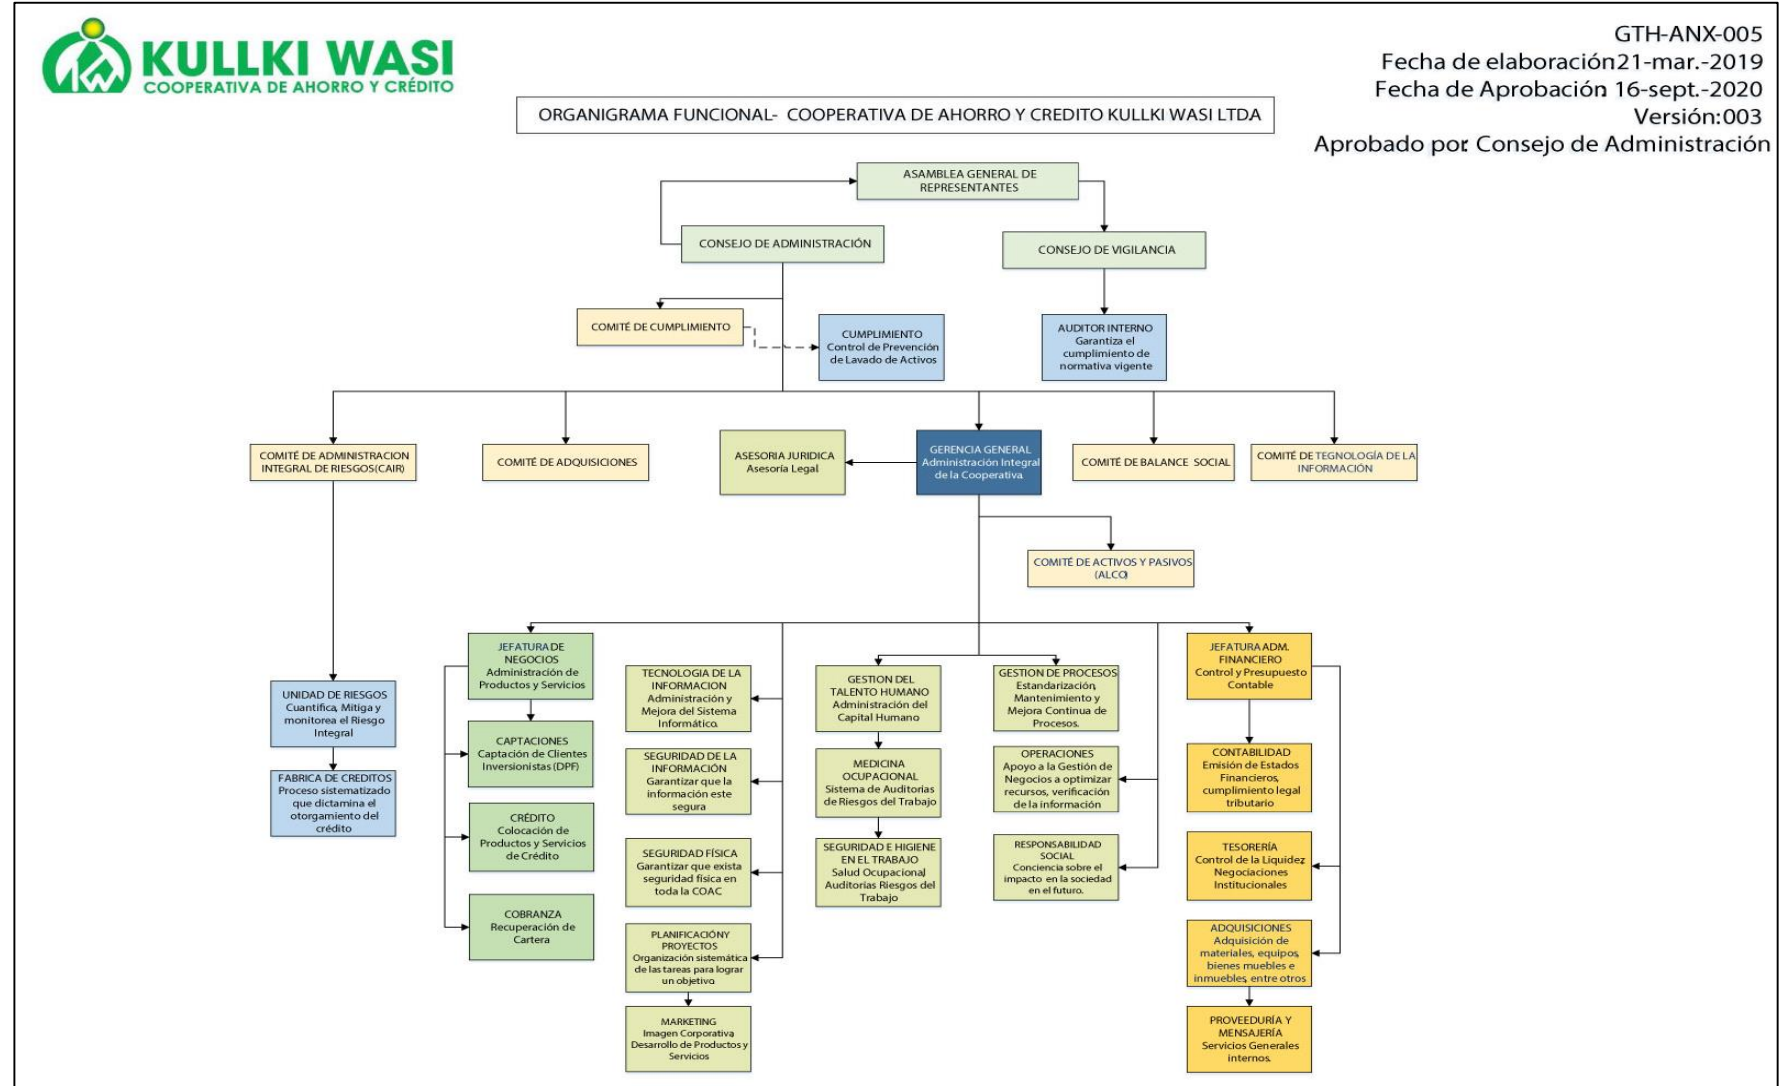 KULLKI WASI
COOPERATIVA DE AHORRO Y CRÉDITO
GTH-ANX-005
Fecha de elaboración21-mar.-2019
Fecha de Aprobación: 16-sept.-2020
Versión:003
Aprobado por: Consejo de Administración
ORGANIGRAMA FUNCIONAL- COOPERATIVA DE AHORRO Y CREDITO KULLKI WASI LTDA
ASAMBLEA GENERAL DE
REPRESENTANTES
CONSEJO DE ADMINISTRACIÓN
CONSEJO DE VIGILANCIA
COMITÉ DE CUMPLIMIENTO
CUMPLIMIENTO
Control de Prevención
de Lavado de Activos
AUDITOR INTERNO
Garantiza el
cumplimiento de
normativa vigente
COMITÉ DE ADMINISTRACION
INTEGRAL DE RIESGOS(CAIR)
COMITÉ DE ADQUISICIONES
ASESORIA JURIDICA
Asesoría Legal
GERENCIA GENERAL
Administración Integral
de la Cooperativa
COMITÉ DE BALANCE SOCIAL
COMITÉ DE TEGNOLOGÍA DE LA
INFORMACIÓN
COMITÉ DE ACTIVOS Y PASIVOS
(ALCO)
UNIDAD DE RIESGOS
Cuantifica, Mitiga y
monitorea el Riesgo
Integral
FABRICA DE CREDITOS
Proceso sistematizado
que dictamina el
otorgamiento del
crédito
JEFATURA DE
NEGOCIOS
Administración de
Productos y Servicios
CAPTACIONES
Captación de Clientes
Inversionistas (DPF)
CRÉDITO
Colocación de
Productos y Servicios
de Crédito
COBRANZA
Recuperación de
Cartera
TECNOLOGIA DE LA
INFORMACION
Administración y
Mejora del Sistema
Informático.
SEGURIDAD DE LA
INFORMACIÓN
Garantizar que la
información este
segura
SEGURIDAD FÍSICA
Garantizar que exista
seguridad física en
toda la COAC
PLANIFICACIÓN Y
PROYECTOS
Organización sistemática
de las tareas para lograr
un objetivo.
MARKETING
Imagen Corporativa,
Desarrollo de Productos y
Servicios
GESTION DEL
TALENTO HUMANO
Administración del
Capital Humano
MEDICINA
OCUPACIONAL
Sistema de Auditorías
de Riesgos del Trabajo
SEGURIDAD E HIGIENE
EN EL TRABAJO
Salud Ocupacional,
Auditorias Riesgos del
Trabajo
GESTION DE PROCESOS
Estandarización,
Mantenimiento y
Mejora Continua de
Procesos.
OPERACIONES
Apoyo a la Gestión de
Negocios a optimizar
recursos, verificación
de la información
RESPONSABILIDAD
SOCIAL
Conciencia sobre el
impacto en la sociedad
en el futuro.
JEFATURA ADM.
FINANCIERO
Control y Presupuesto
Contable
CONTABILIDAD
Emisión de Estados
Financieros,
cumplimiento legal
tributario
TESORERÍA
Control de la Liquidez,
Negociaciones
Institucionales
ADQUISICIONES
Adquisición de
materiales, equipos,
bienes muebles e
inmuebles, entre otros
PROVEEDURÍA Y
MENSAJERÍA
Servicios Generales
internos.